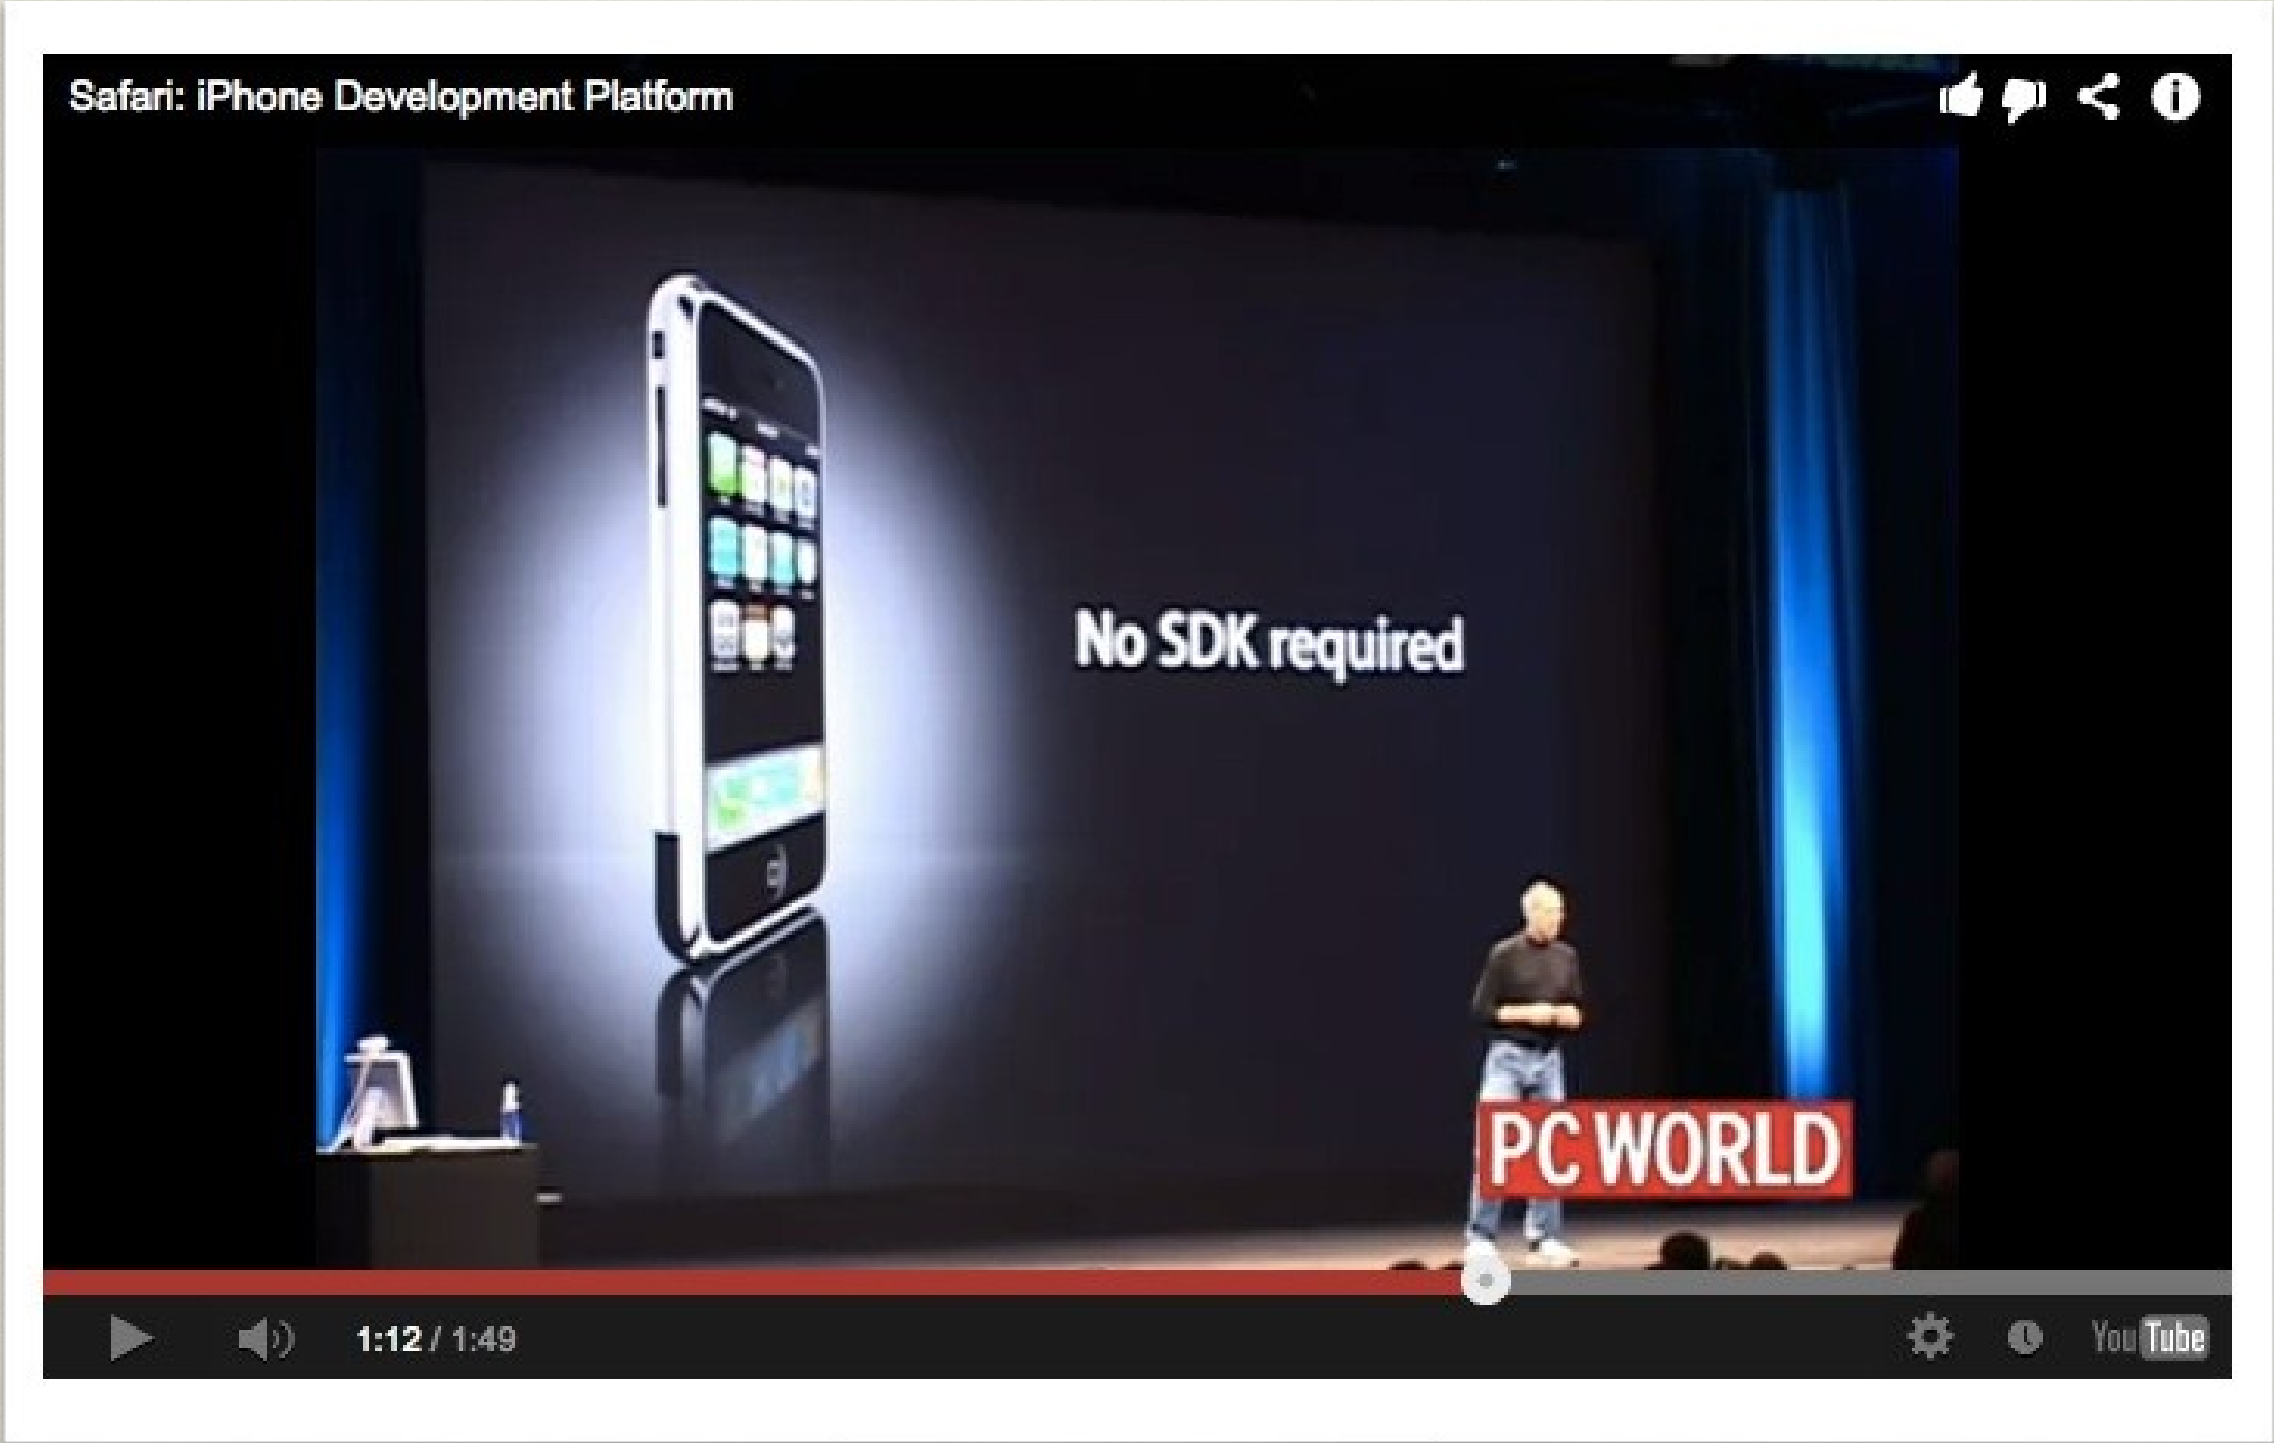 Safari: iPhone Development Platform
No SDK required
PC WORLD
1:12 / 1:49
YouTube